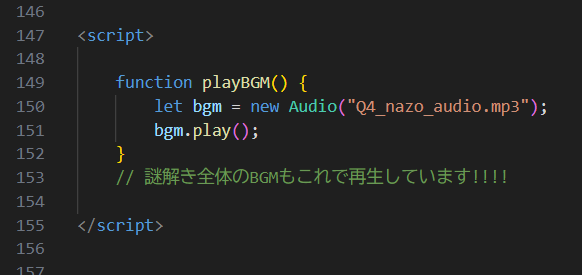 146
147 <script>
148
149 function playBGM() {
150 let bgm = new Audio("Q4_nazo_audio.mp3");
151 bgm.play();
152 }
153 // 謎解き全体のBGMもこれで再生しています!!!!
154
155 </script>
156
157